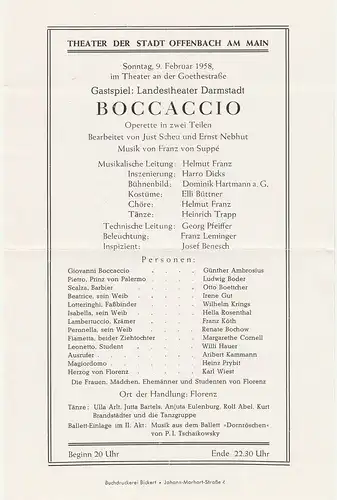 THEATER DER STADT OFFENBACH AM MAIN
Sonntag, 9. Februar 1958,
im Theater an der Goethestraße
Gastspiel: Landestheater Darmstadt
BOCCACCIO
Operette in zwei Teilen
Bearbeitet von Just Scheu und Ernst Nebhut
Musik von Franz von Suppé
Musikalische Leitung: Helmut Franz
Inszenierung: Harro Dicks
Bühnenbild: Dominik Hartmann a. G.
Kostüme: Elli Büttner
Chöre: Helmut Franz
Tänze: Heinrich Trapp
Technische Leitung: Georg Pfeiffer
Beleuchtung: Franz Leminger
Inspizient: Josef Benesch
Personen:
Giovanni Boccaccio . . . . Günther Ambrosius
Pietro, Prinz von Palermo . . . . Ludwig Boder
Scalza, Barbier . . . . Otto Boettcher
Beatrice, sein Weib . . . . Irene Gut
Lotteringhi, Faßbinder . . . . Wilhelm Krings
Isabella, sein Weib . . . . Hella Rosenthal
Lambertuccio, Krämer . . . . Franz Köth
Peronella, sein Weib . . . . Renate Bochow
Fiametta, beider Ziehtochter . . . . Margarethe Cornell
Leonetto, Student . . . . Willi Hauer
Ausrufer . . . . Aribert Kammann
Magiordomo . . . . Heinz Prybit
Herzog von Florenz . . . . Karl Wiest
Die Frauen, Mädchen, Ehemänner und Studenten von Florenz
Ort der Handlung: Florenz
Tänze: Ulla Arlt, Jutta Bartels, Anjuta Eulenburg, Rolf Abel, Kurt
Brandstädter und die Tanzgruppe
Ballett-Einlage im II. Akt: Musik aus dem Ballett »Dornröschen«
von P. I. Tschaikowsky
Beginn 20 Uhr Ende 22.30 Uhr
Buchdruckerei Bickert • Johann-Morhart-Straße 4